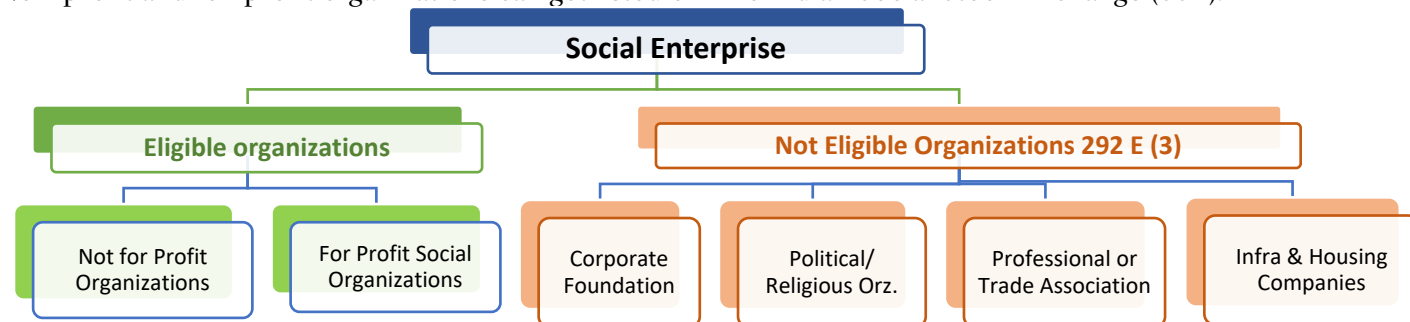 Social Enterprise
Eligible organizations
Not Eligible Organizations 292 E (3)
Not for Profit
Organizations
For Profit Social
Organizations
Corporate
Foundation
Political/
Religious Orz.
Professional or
Trade Association
Infra & Housing
Companies